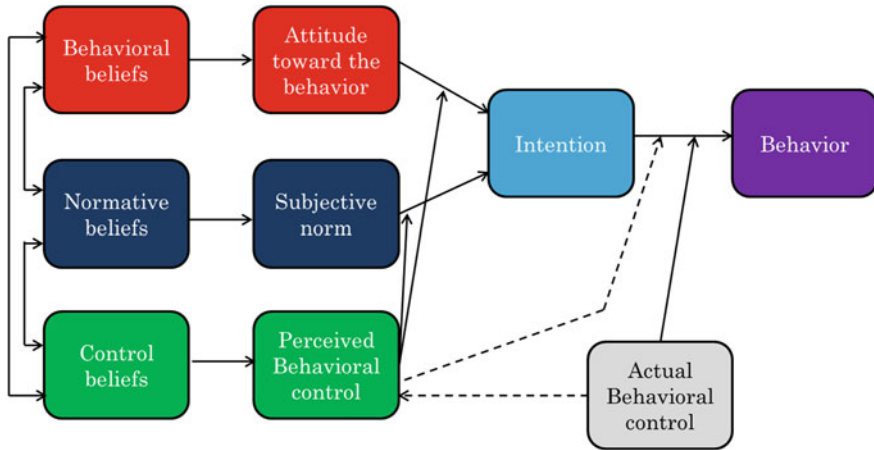 Behavioral
beliefs
Attitude
toward the
behavior
Intention
Behavior
Normative
beliefs
Subjective
norm
Control
beliefs
Perceived
Behavioral
control
Actual
Behavioral
control